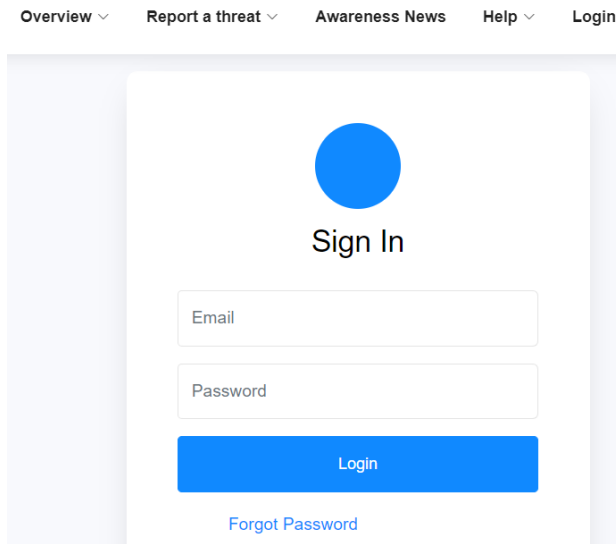 Overview Report a threat Awareness News Help Login
Sign In
Email
Password
Login
Forgot Password